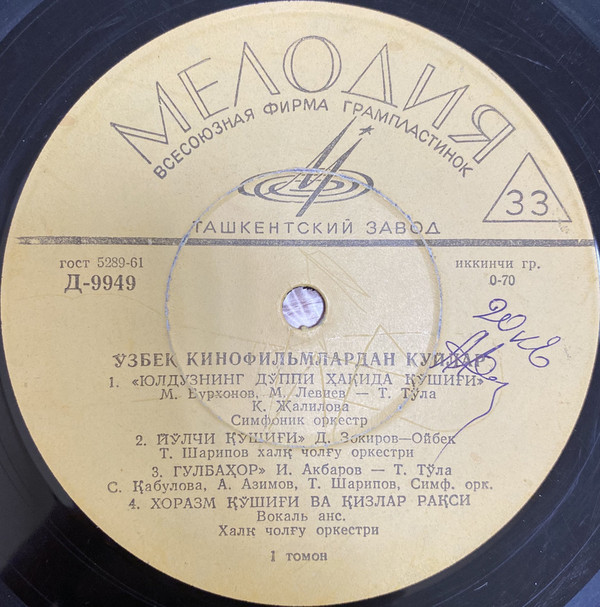 МЕЛОДИЯ
ВСЕСОЮЗНАЯ ФИРМА ГРАМПЛАСТИНОК
33
ТАШКЕНТСКИЙ ЗАВОД
гост 5289-61
Д-9949
иккинчи гр.
0-70
ЎЗБЕК КИНОФИЛЬМЛАРДАН КУЙЛАР
1. «ЮЛДУЗНИНГ ДЎППИ ҲАҚИДА ҚЎШИҒИ»
М. Бурхонов, М. Левиев — Т. Тўла
К. Жалилова
Симфоник оркестр
2. ЙЎЛЧИ ҚЎШИҒИ» Д. Зокиров—Ойбек
Т. Шарипов халқ чолғу оркестри
3. ГУЛБАҲОР» И. Акбаров — Т. Тўла
С. Қабулова, А. Азимов, Т. Шарипов, Симф. орк.
4. ХОРАЗМ ҚЎШИҒИ ВА ҚИЗЛАР РАҚСИ
Вокаль анс.
Халқ чолғу оркестри
I томон